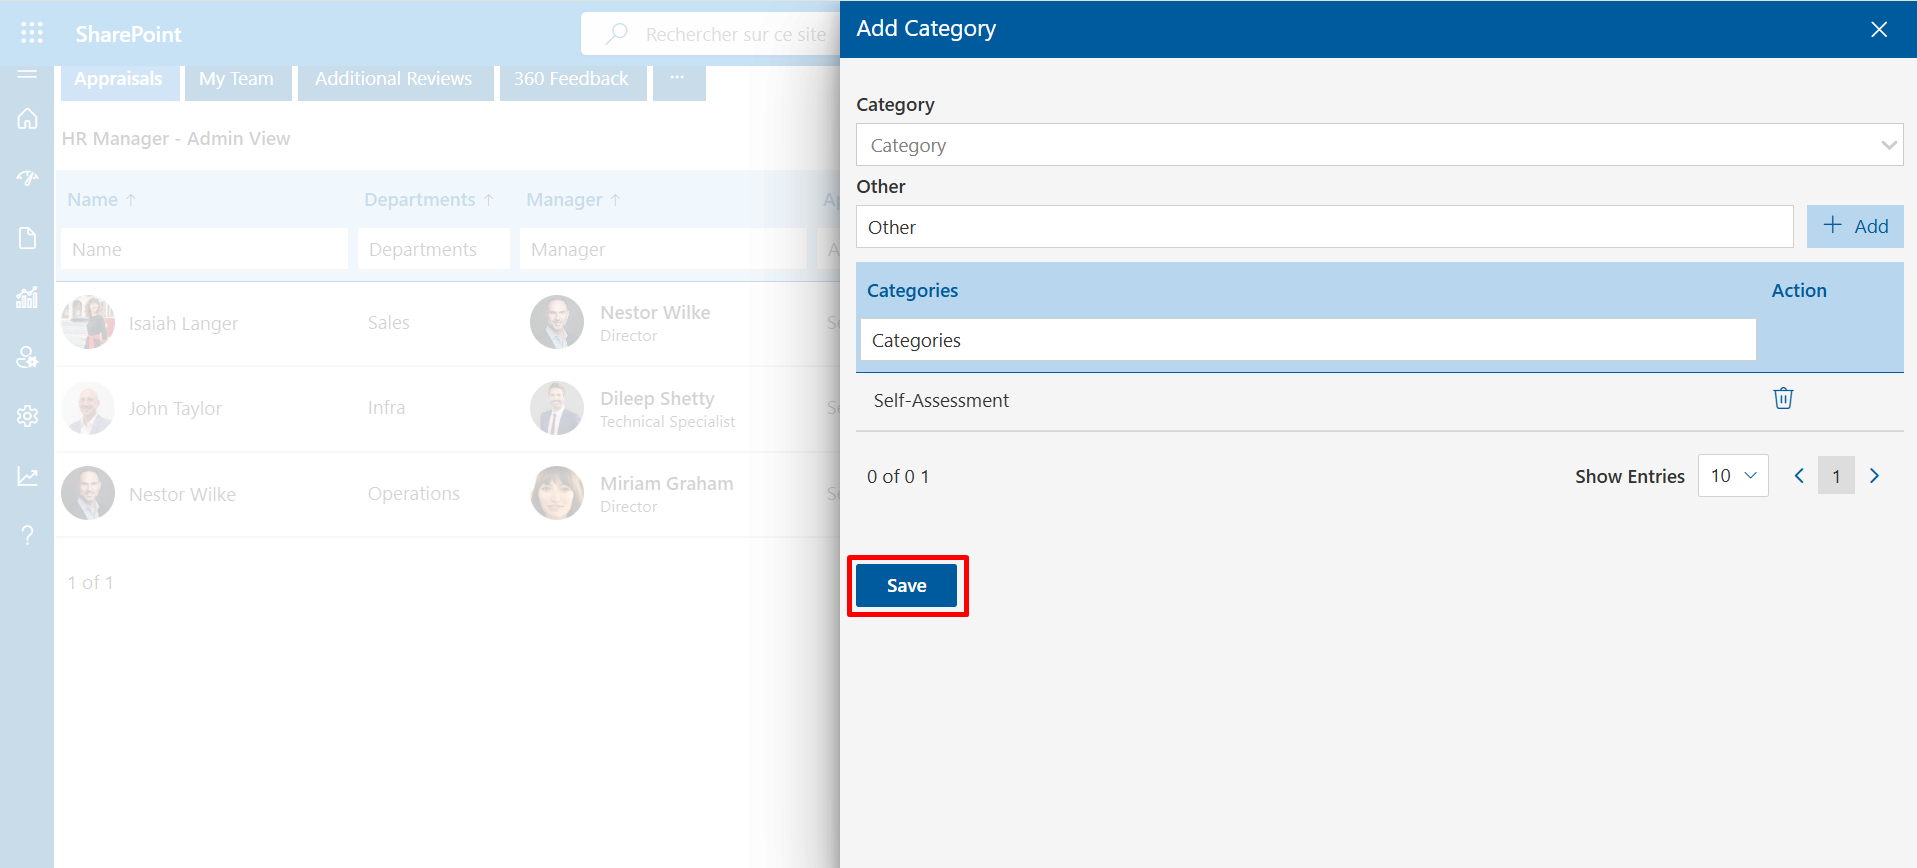 SharePoint
Rechercher sur ce site
Appraisals
My Team
Additional Reviews
360 Feedback
...
HR Manager - Admin View
Name ↑
Departments ↑
Manager ↑
Name
Departments
Manager
A
Isaiah Langer
Sales
Nestor Wilke
Director
John Taylor
Infra
Dileep Shetty
Technical Specialist
Nestor Wilke
Operations
Miriam Graham
Director
1 of 1
Add Category
Category
Category
Other
Other
+ Add
Categories
Action
Categories
Self-Assessment
0 of 0 1
Show Entries
10
1
Save